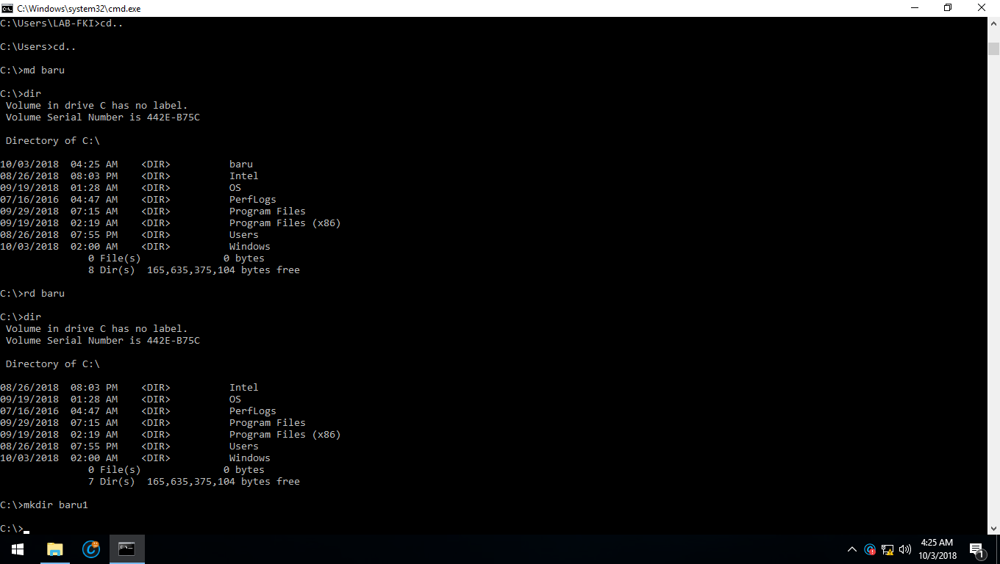 C:\Windows\system32\cmd.exe
C:\Users\LAB-FKI>cd..
C:\Users>cd..
C:\>md baru
C:\>dir
 Volume in drive C has no label.
 Volume Serial Number is 442E-B75C
 Directory of C:\
10/03/2018  04:25 AM    <DIR>          baru
08/26/2018  08:03 PM    <DIR>          Intel
09/19/2018  01:28 AM    <DIR>          OS
07/16/2016  04:47 AM    <DIR>          PerfLogs
09/29/2018  07:15 AM    <DIR>          Program Files
09/19/2018  02:19 AM    <DIR>          Program Files (x86)
08/26/2018  07:55 PM    <DIR>          Users
10/03/2018  02:00 AM    <DIR>          Windows
               0 File(s)              0 bytes
               8 Dir(s)  165,635,375,104 bytes free
C:\>rd baru
C:\>dir
 Volume in drive C has no label.
 Volume Serial Number is 442E-B75C
 Directory of C:\
08/26/2018  08:03 PM    <DIR>          Intel
09/19/2018  01:28 AM    <DIR>          OS
07/16/2016  04:47 AM    <DIR>          PerfLogs
09/29/2018  07:15 AM    <DIR>          Program Files
09/19/2018  02:19 AM    <DIR>          Program Files (x86)
08/26/2018  07:55 PM    <DIR>          Users
10/03/2018  02:00 AM    <DIR>          Windows
               0 File(s)              0 bytes
               7 Dir(s)  165,635,375,104 bytes free
C:\>mkdir baru1
C:\>_
4:25 AM
10/3/2018
1